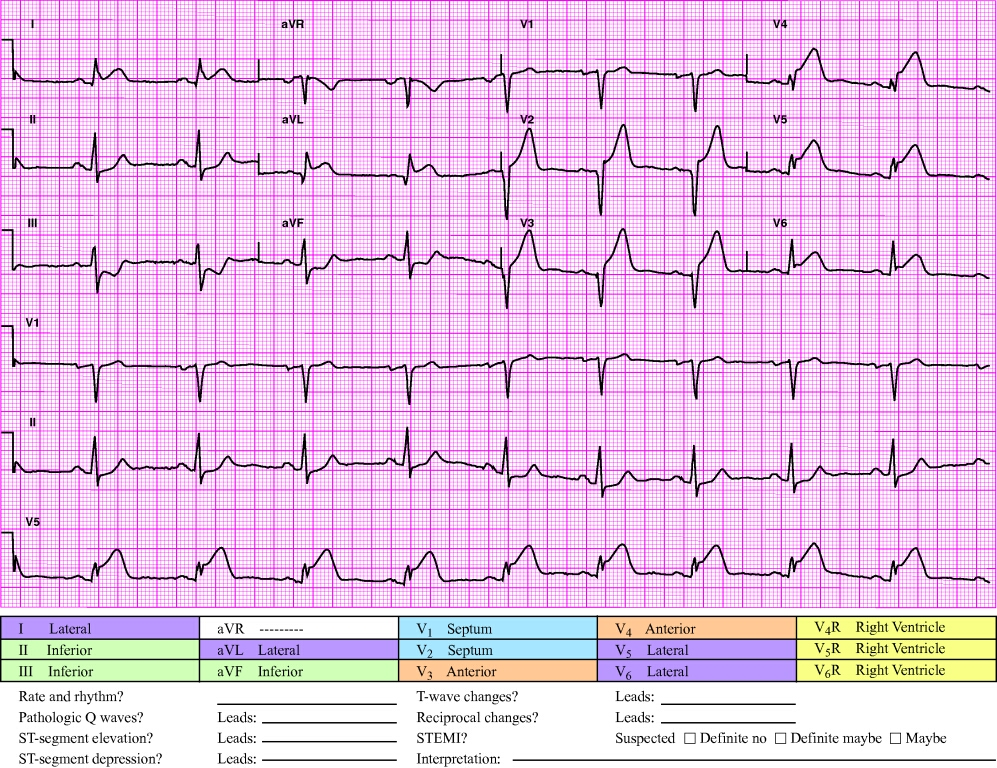 I aVR V1 V4
II aVL V2 V5
III aVF V3 V6
V1
II
V5
I Lateral aVR --------- V1 Septum V4 Anterior V4R Right Ventricle
II Inferior aVL Lateral V2 Septum V5 Lateral V5R Right Ventricle
III Inferior aVF Inferior V3 Anterior V6 Lateral V6R Right Ventricle
Rate and rhythm? T-wave changes? Leads:
Pathologic Q waves? Leads: Reciprocal changes? Leads:
ST-segment elevation? Leads: STEMI? Suspected ☐ Definite no ☐ Definite maybe ☐ Maybe
ST-segment depression? Leads: Interpretation: